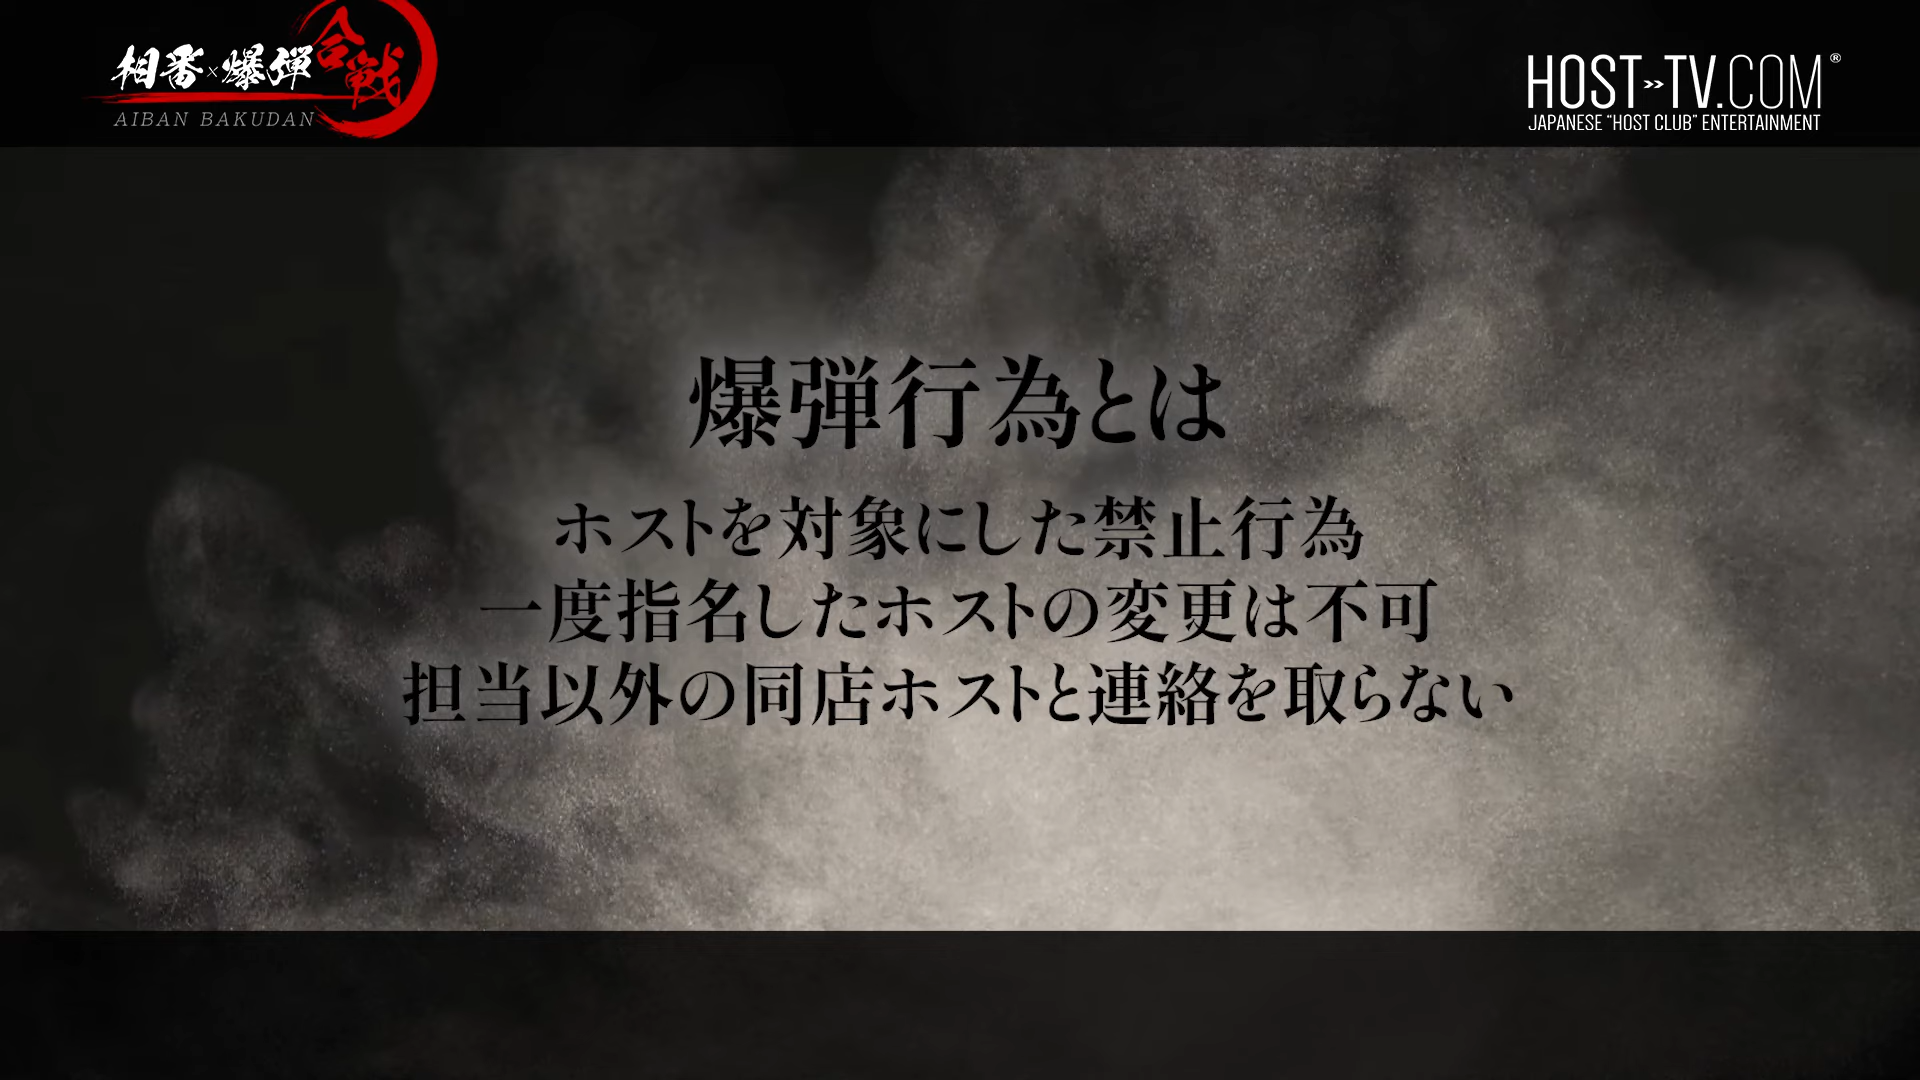 相番×爆弾合戦
AIBAN BAKUDAN
HOST»TV.COM®
JAPANESE "HOST CLUB" ENTERTAINMENT
爆弾行為とは
ホストを対象にした禁止行為
一度指名したホストの変更は不可
担当以外の同店ホストと連絡を取らない